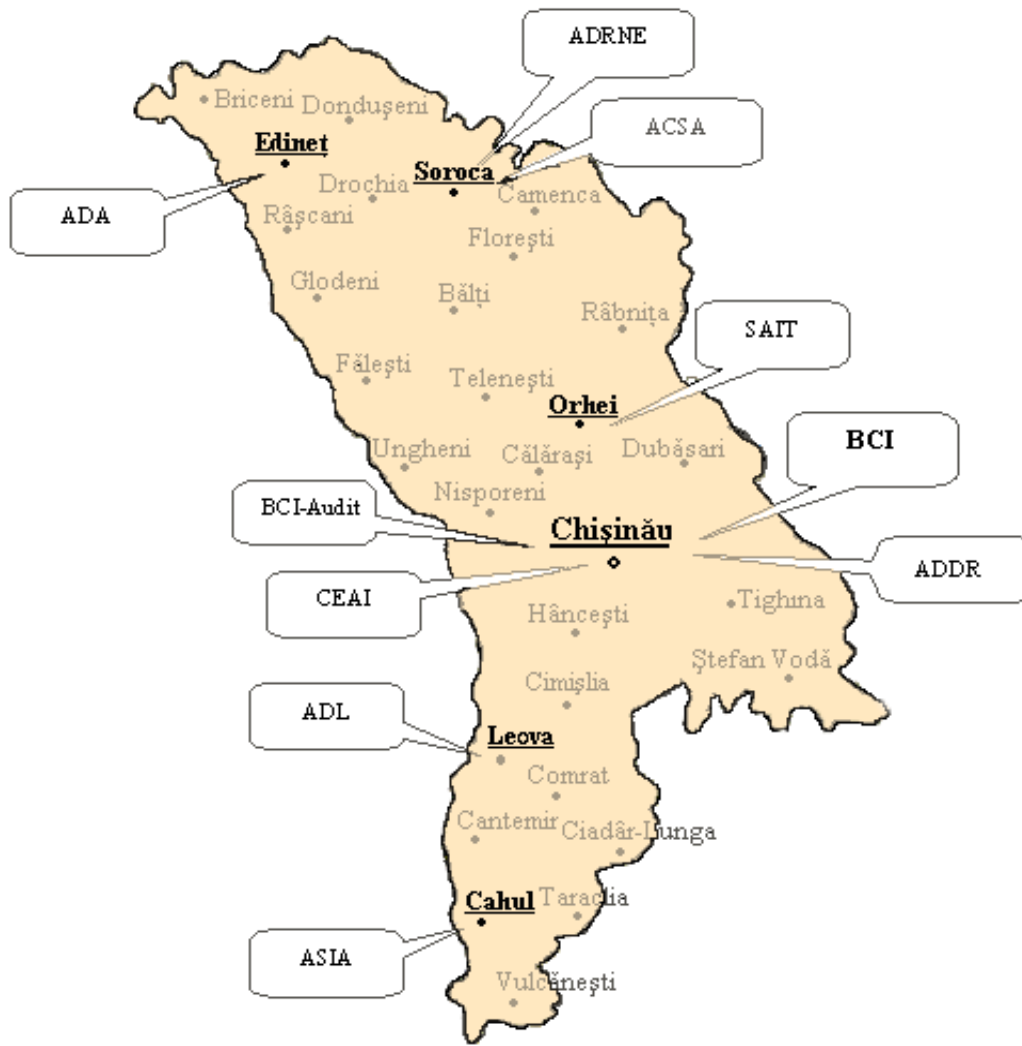 ADRNE
Briceni
Dondușeni
ACSA
Edineț
Soroca
Drochia
Camenca
ADA
Râșcani
Florești
Glodeni
Bălți
Râbnița
SAIT
Fălești
Telenești
Orhei
BCI
Ungheni
Călărași
Dubăsari
Nisporeni
BCI-Audit
Chișinău
ADDR
CEAI
Tighina
Hâncești
Ștefan Vodă
Cimișlia
ADL
Leova
Comrat
Cantemir
Ciadâr-Lunga
Cahul
Taraclia
ASIA
Vulcănești